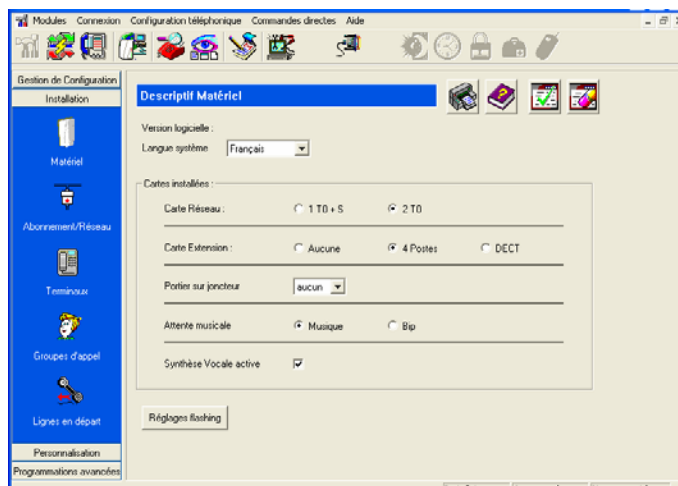 Modules Connexion Configuration téléphonique Commandes directes Aide
Gestion de Configuration
Installation
Matériel
Abonnement/Réseau
Terminaux
Groupes d'appel
Lignes en départ
Personnalisation
Programmations avancées
Descriptif Matériel
Version logicielle :
Langue système Français
Cartes installées :
Carte Réseau : 1 T0 + S 2 T0
Carte Extension : Aucune 4 Postes DECT
Portier sur joncteur aucun
Attente musicale Musique Bip
Synthèse Vocale active
Réglages flashing